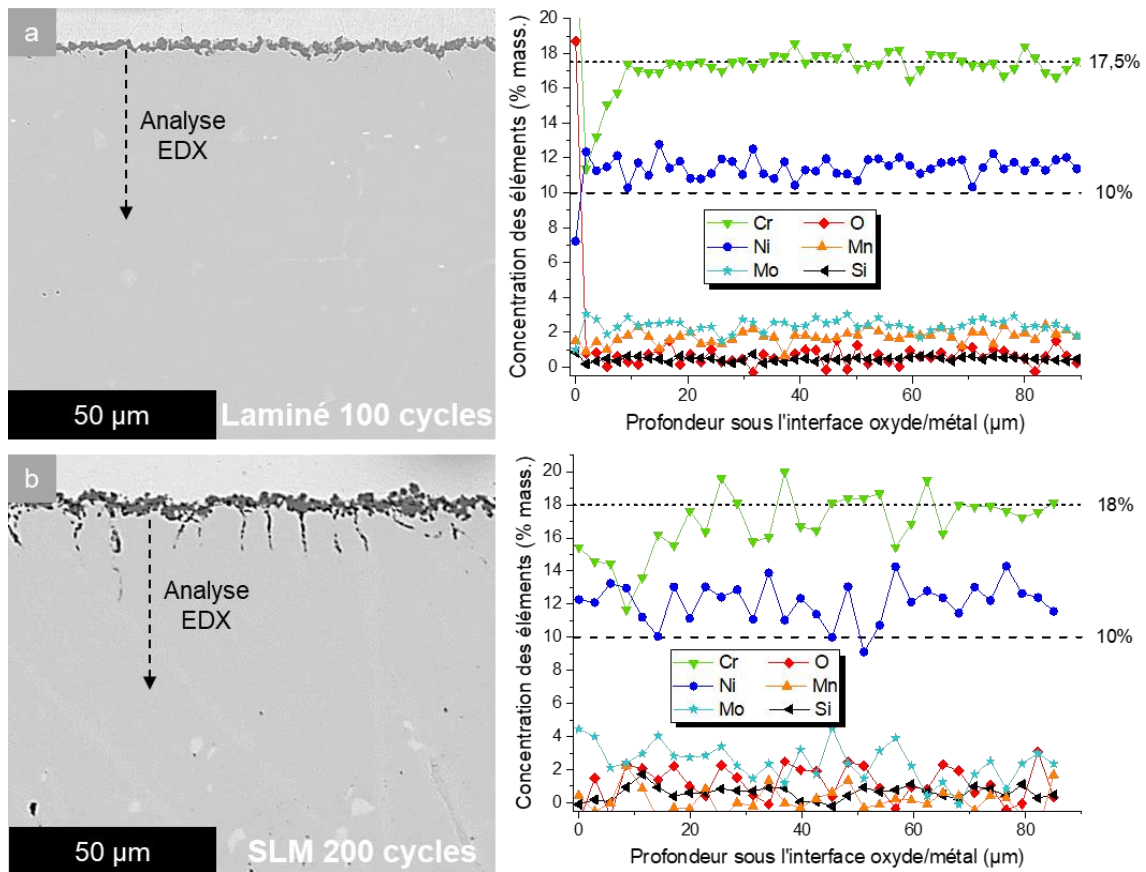 a
Analyse
EDX
50 µm
Laminé 100 cycles
Concentration des éléments (% mass.)
20
18
16
14
12
10
8
6
4
2
0
17,5%
10%
Cr O
Ni Mn
Mo Si
0 20 40 60 80
Profondeur sous l'interface oxyde/métal (µm)
b
Analyse
EDX
50 µm
SLM 200 cycles
Concentration des éléments (% mass.)
20
18
16
14
12
10
8
6
4
2
0
18%
10%
Cr O
Ni Mn
Mo Si
0 20 40 60 80
Profondeur sous l'interface oxyde/métal (µm)